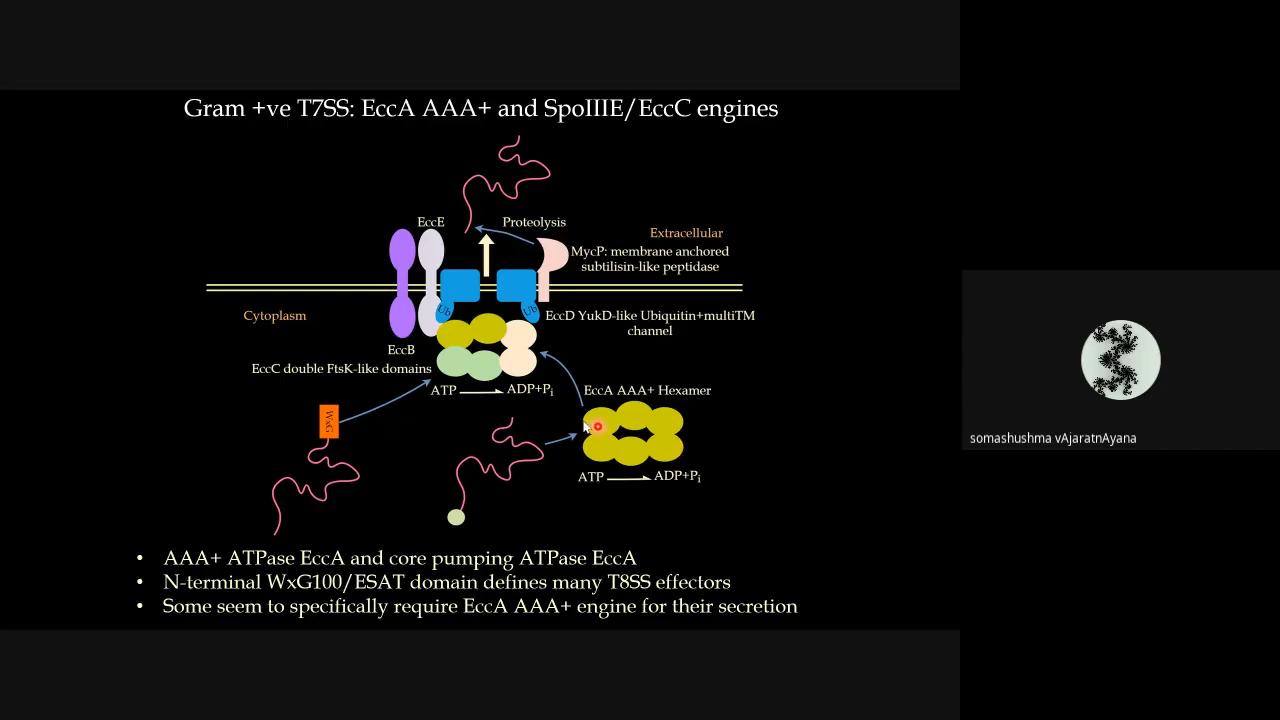 Gram +ve T7SS: EccA AAA+ and SpoIIIE/EccC engines
EccE
Proteolysis
Extracellular
MycP: membrane anchored
subtilisin-like peptidase
Cytoplasm
Ub
Ub
EccD YukD-like Ubiquitin+multiTM
channel
EccB
EccC double FtsK-like domains
ATP
ADP+Pi
EccA AAA+ Hexamer
WxG
ATP
ADP+Pi
• AAA+ ATPase EccA and core pumping ATPase EccA
• N-terminal WxG100/ESAT domain defines many T8SS effectors
• Some seem to specifically require EccA AAA+ engine for their secretion
somashushma vAjaratnAyana